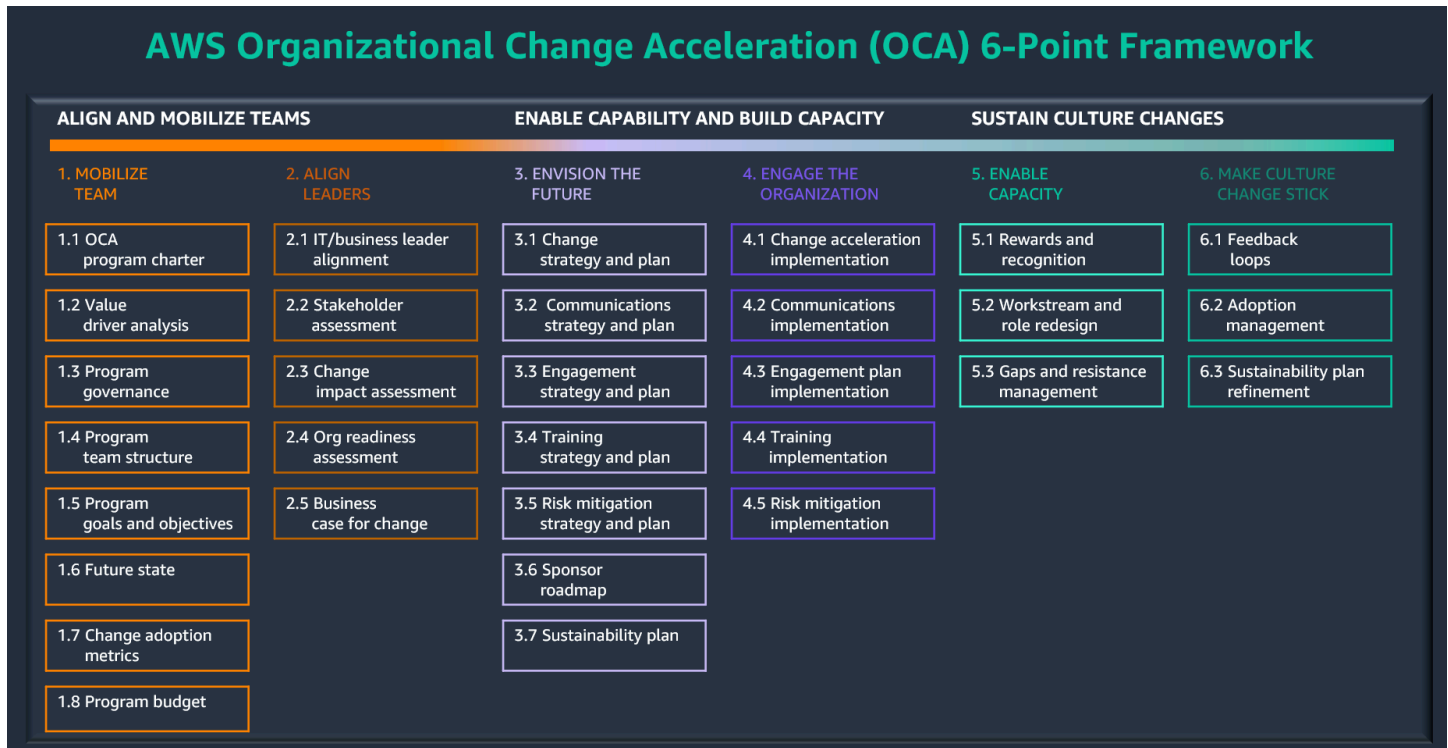 AWS Organizational Change Acceleration (OCA) 6-Point Framework
ALIGN AND MOBILIZE TEAMS
ENABLE CAPABILITY AND BUILD CAPACITY
SUSTAIN CULTURE CHANGES
1. MOBILIZE
TEAM
1.1 OCA
program charter
1.2 Value
driver analysis
1.3 Program
governance
1.4 Program
team structure
1.5 Program
goals and objectives
1.6 Future state
1.7 Change adoption
metrics
1.8 Program budget
2. ALIGN
LEADERS
2.1 IT/business leader
alignment
2.2 Stakeholder
assessment
2.3 Change
impact assessment
2.4 Org readiness
assessment
2.5 Business
case for change
3. ENVISION THE
FUTURE
3.1 Change
strategy and plan
3.2 Communications
strategy and plan
3.3 Engagement
strategy and plan
3.4 Training
strategy and plan
3.5 Risk mitigation
strategy and plan
3.6 Sponsor
roadmap
3.7 Sustainability plan
4. ENGAGE THE
ORGANIZATION
4.1 Change acceleration
implementation
4.2 Communications
implementation
4.3 Engagement plan
implementation
4.4 Training
implementation
4.5 Risk mitigation
implementation
5. ENABLE
CAPACITY
5.1 Rewards and
recognition
5.2 Workstream and
role redesign
5.3 Gaps and resistance
management
6. MAKE CULTURE
CHANGE STICK
6.1 Feedback
loops
6.2 Adoption
management
6.3 Sustainability plan
refinement